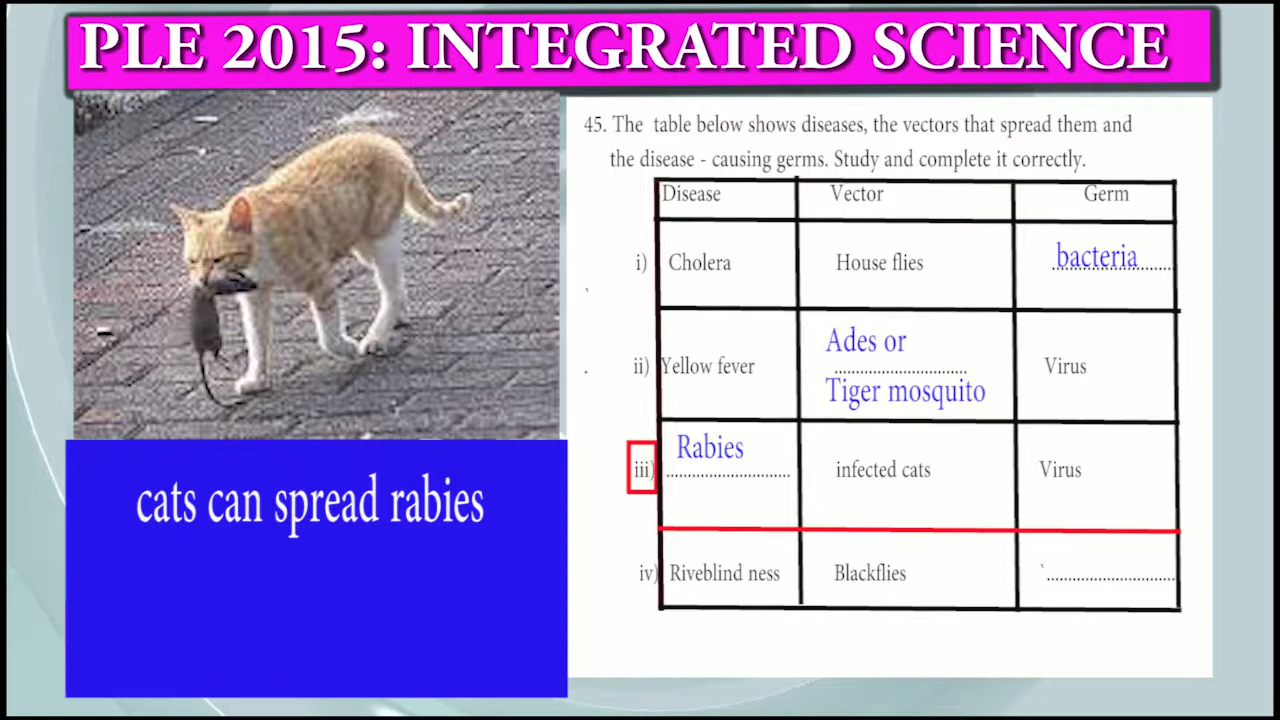 PLE 2015: INTEGRATED SCIENCE
45. The table below shows diseases, the vectors that spread them and
the disease - causing germs. Study and complete it correctly.
Disease Vector Germ
i) Cholera House flies bacteria
ii) Yellow fever Ades or Tiger mosquito Virus
iii) Rabies infected cats Virus
iv) Riveblind ness Blackflies
cats can spread rabies